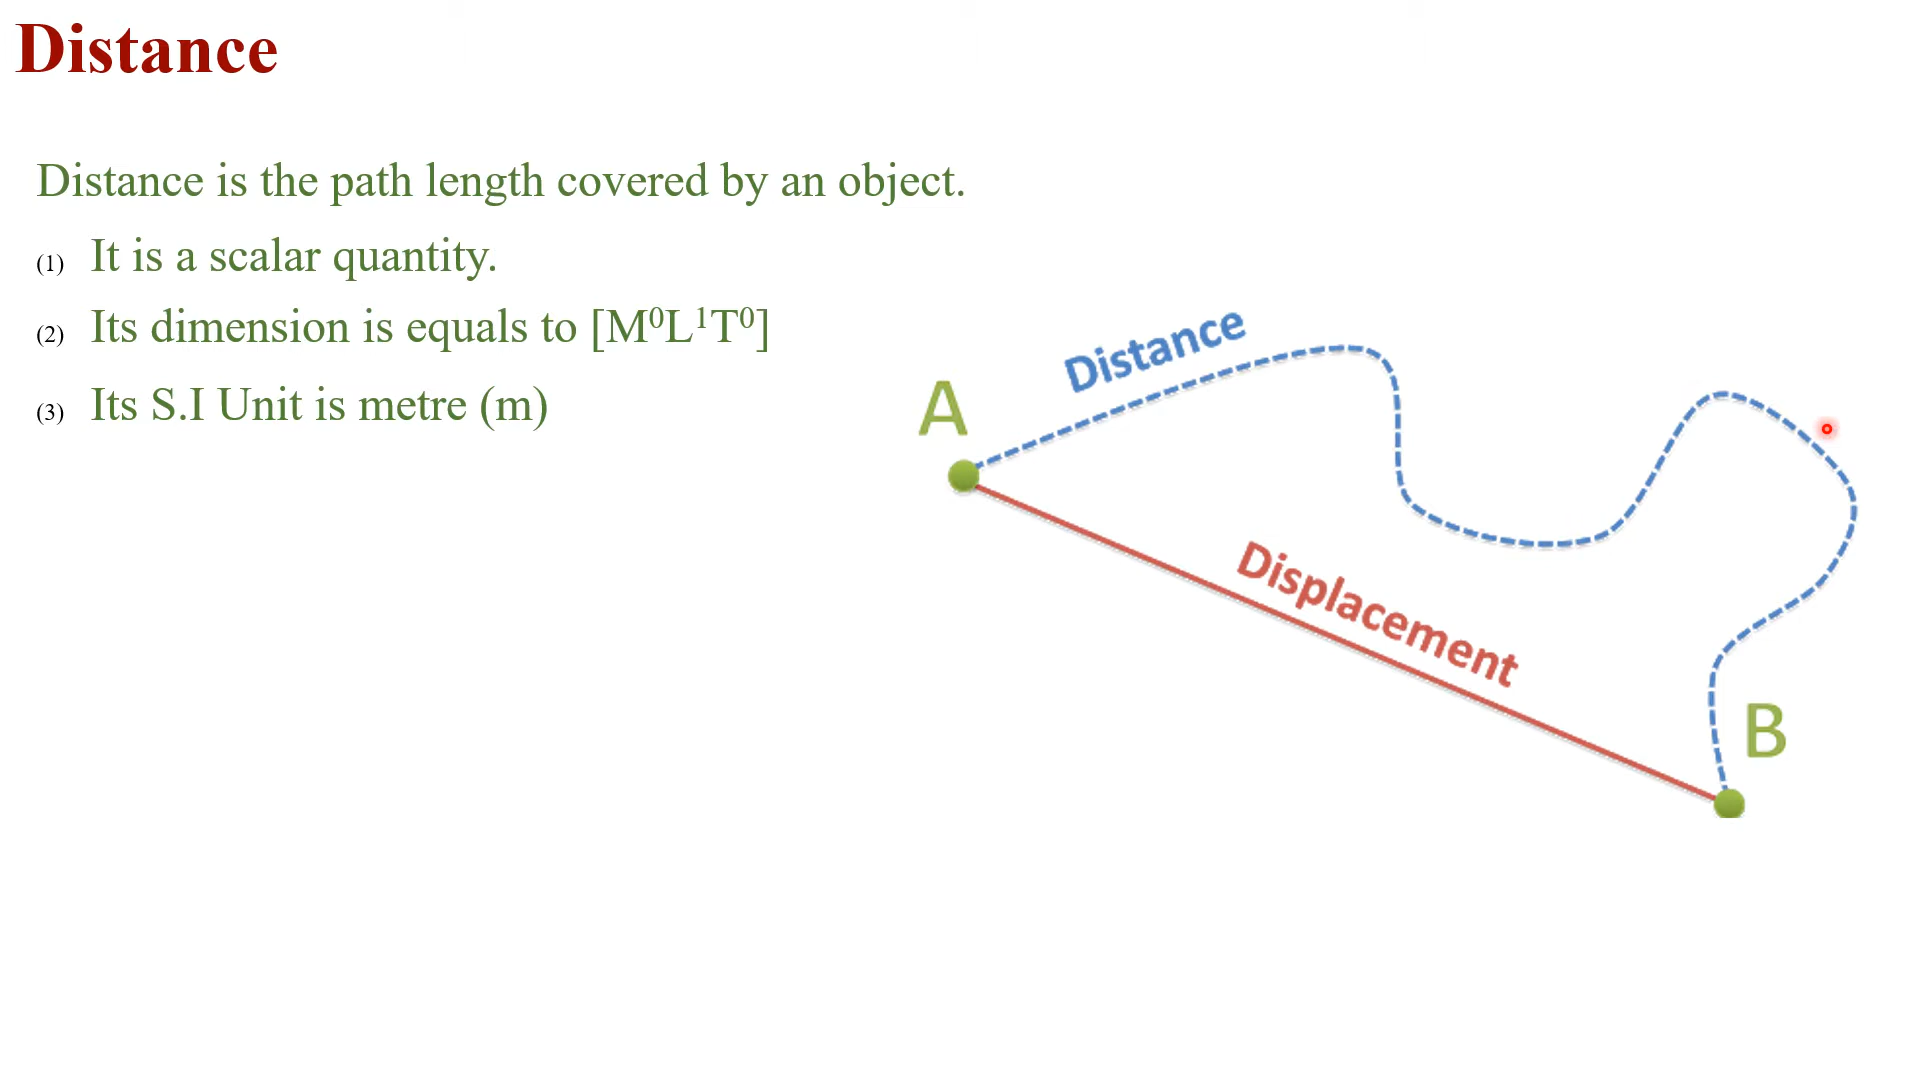 Distance
Distance is the path length covered by an object.
(1) It is a scalar quantity.
(2) Its dimension is equals to [M⁰L¹T⁰]
(3) Its S.I Unit is metre (m)
Distance
A
Displacement
B